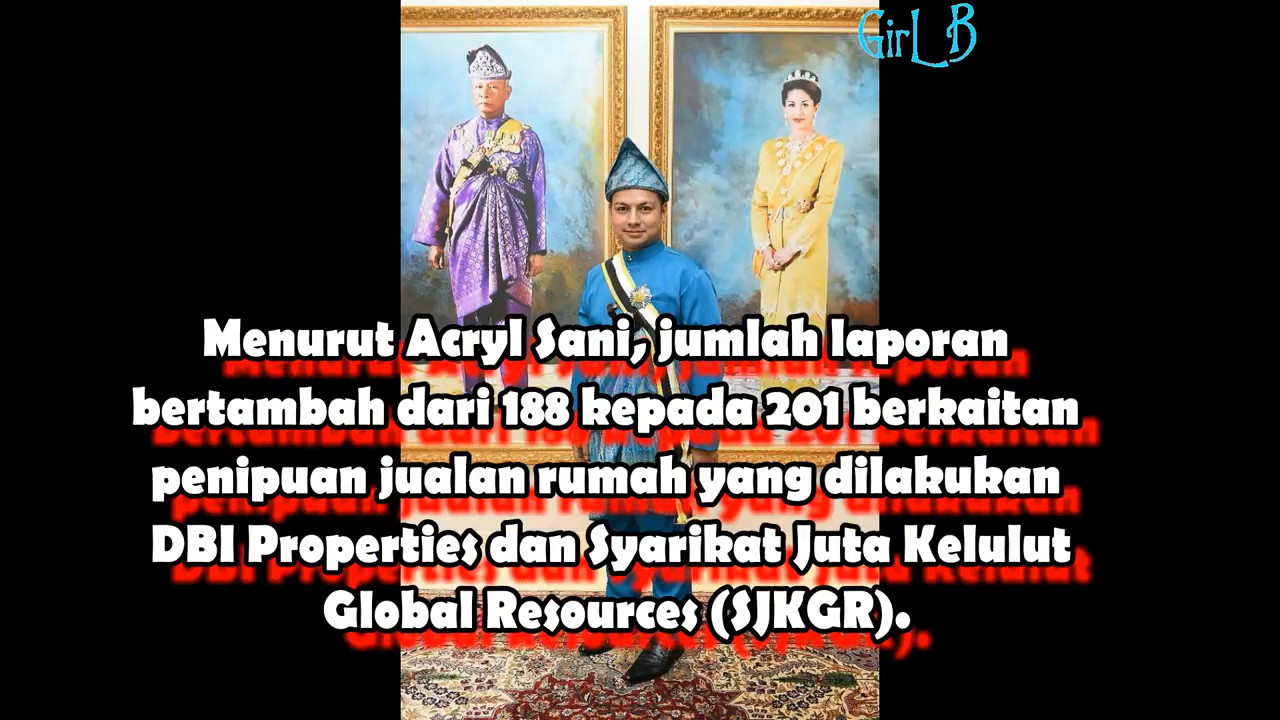 GirL B
Menurut Acryl Sani, jumlah laporan
bertambah dari 188 kepada 201 berkaitan
penipuan jualan rumah yang dilakukan
DBI Properties dan Syarikat Juta Kelulut
Global Resources (SJKGR).